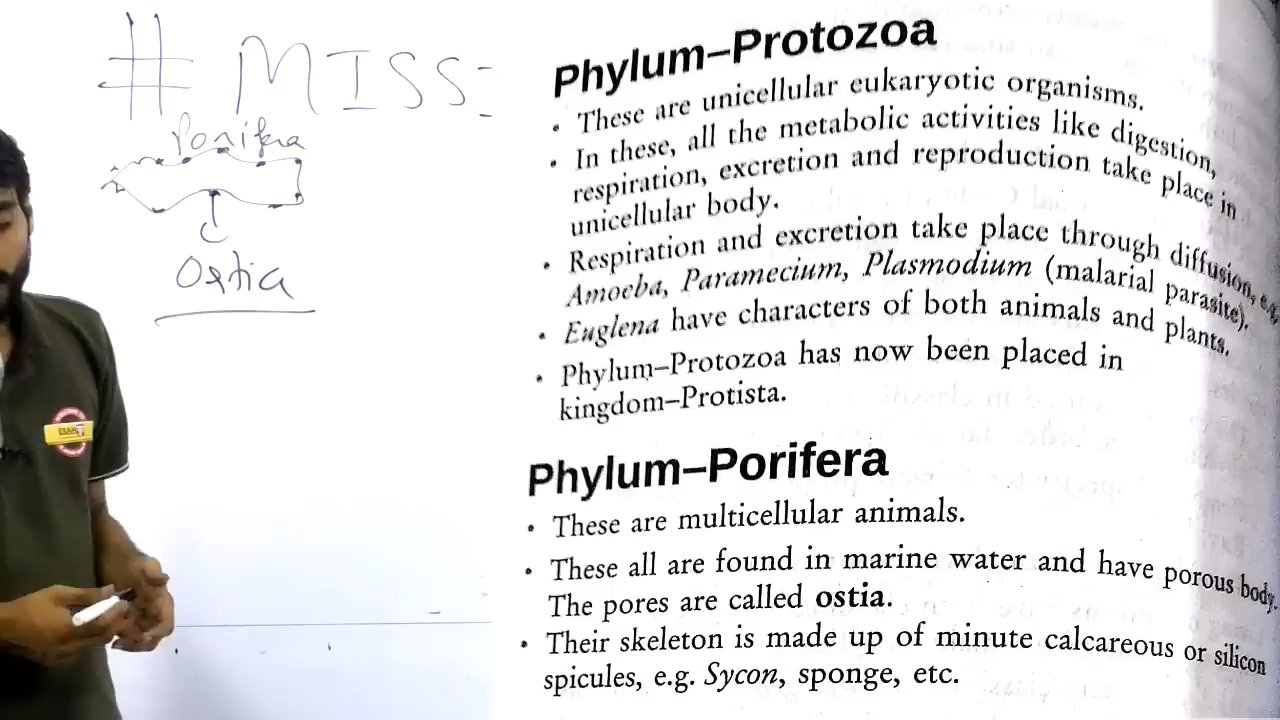 # MISS:
Porifera
Ostia
EXAM
Phylum–Protozoa
• These are unicellular eukaryotic organisms.
• In these, all the metabolic activities like digestion,
respiration, excretion and reproduction take place in
unicellular body.
• Respiration and excretion take place through diffusion, e.g.
Amoeba, Paramecium, Plasmodium (malarial parasite).
• Euglena have characters of both animals and plants.
• Phylum–Protozoa has now been placed in
kingdom–Protista.
Phylum–Porifera
• These are multicellular animals.
• These all are found in marine water and have porous body.
The pores are called ostia.
• Their skeleton is made up of minute calcareous or silicon
spicules, e.g. Sycon, sponge, etc.